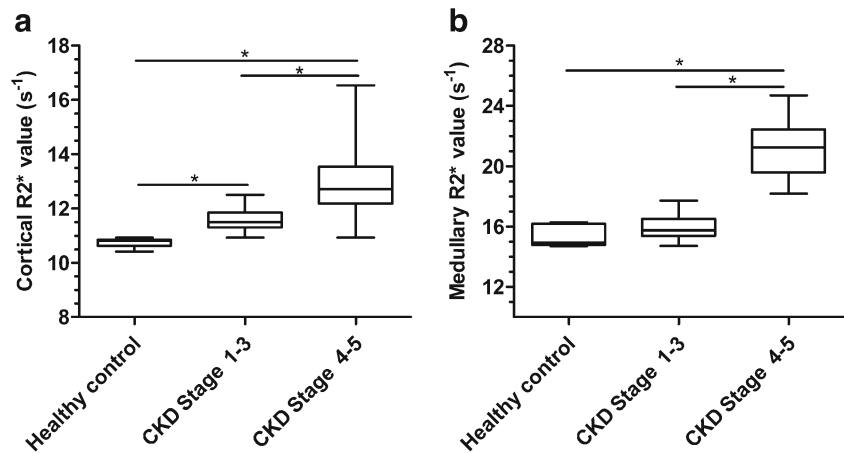 a
Cortical R2* value (s-1)
18
16
14
12
10
8
*
*
*
Healthy control
CKD Stage 1-3
CKD Stage 4-5
b
Medullary R2* value (s-1)
28
24
20
16
12
*
*
Healthy control
CKD Stage 1-3
CKD Stage 4-5